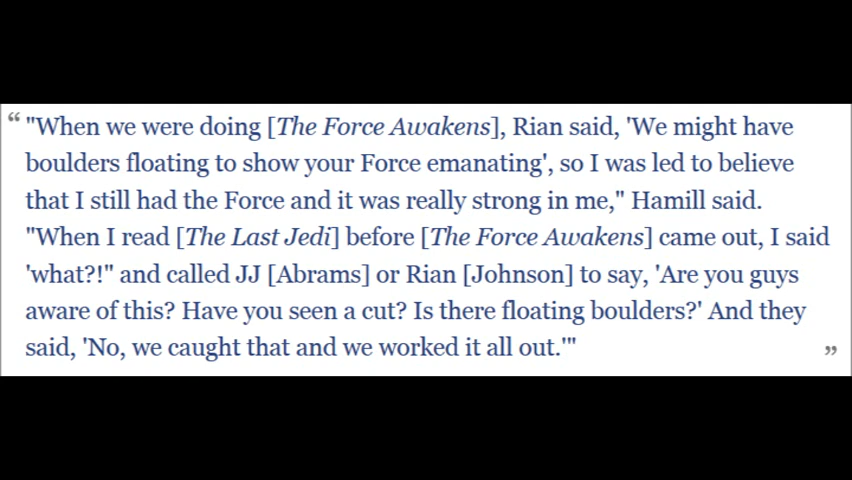 “ "When we were doing [The Force Awakens], Rian said, 'We might have
boulders floating to show your Force emanating', so I was led to believe
that I still had the Force and it was really strong in me," Hamill said.
"When I read [The Last Jedi] before [The Force Awakens] came out, I said
'what?!" and called JJ [Abrams] or Rian [Johnson] to say, 'Are you guys
aware of this? Have you seen a cut? Is there floating boulders?' And they
said, 'No, we caught that and we worked it all out.'" ”